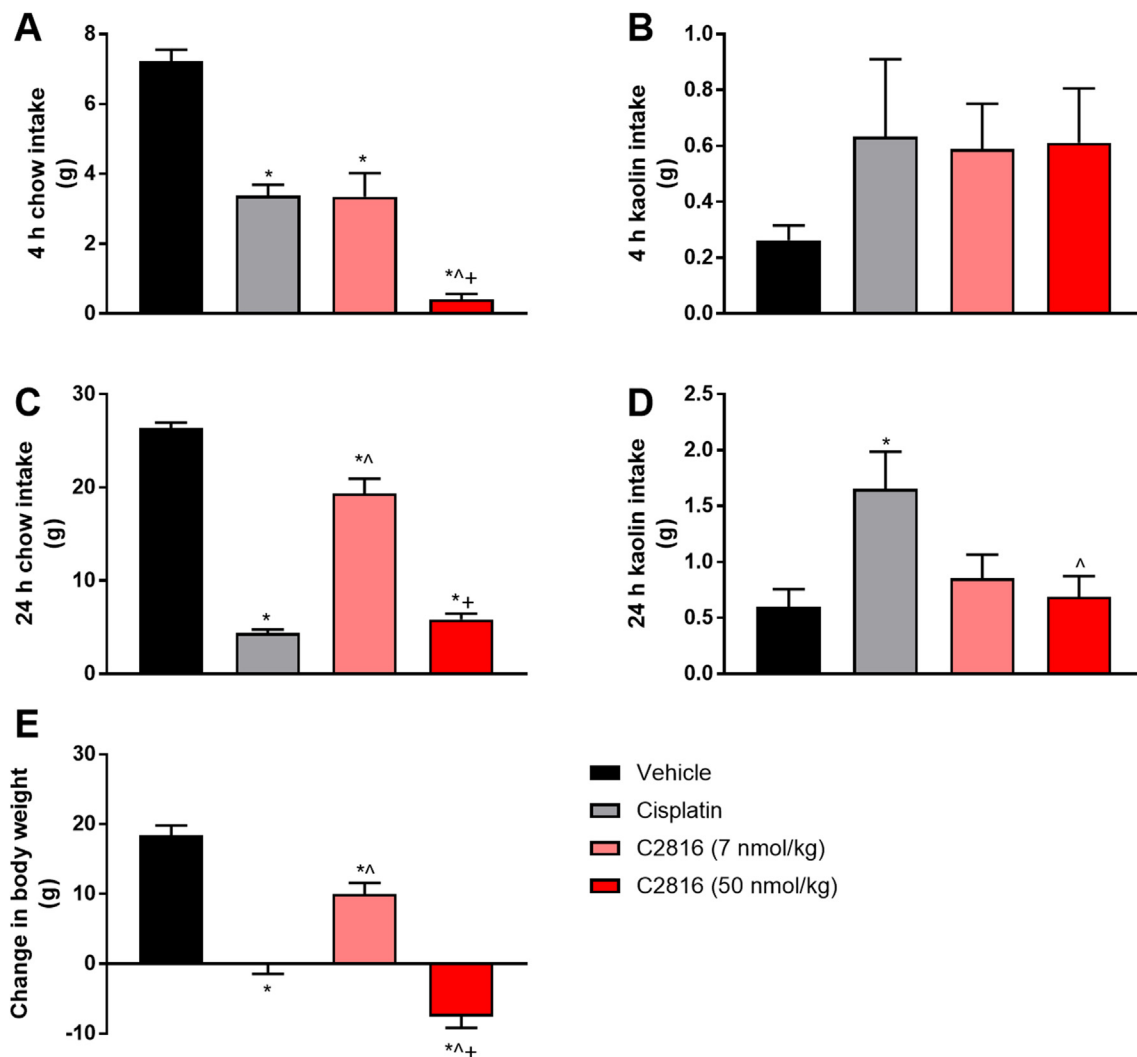 A
4 h chow intake
(g)
8
6
4
2
0
*
*
*^+
B
4 h kaolin intake
(g)
1.0
0.8
0.6
0.4
0.2
0.0
C
24 h chow intake
(g)
30
20
10
0
*
*^
*+
D
24 h kaolin intake
(g)
2.5
2.0
1.5
1.0
0.5
0.0
*
^
E
Change in body weight
(g)
30
20
10
0
-10
*
*^
*^+
Vehicle
Cisplatin
C2816 (7 nmol/kg)
C2816 (50 nmol/kg)